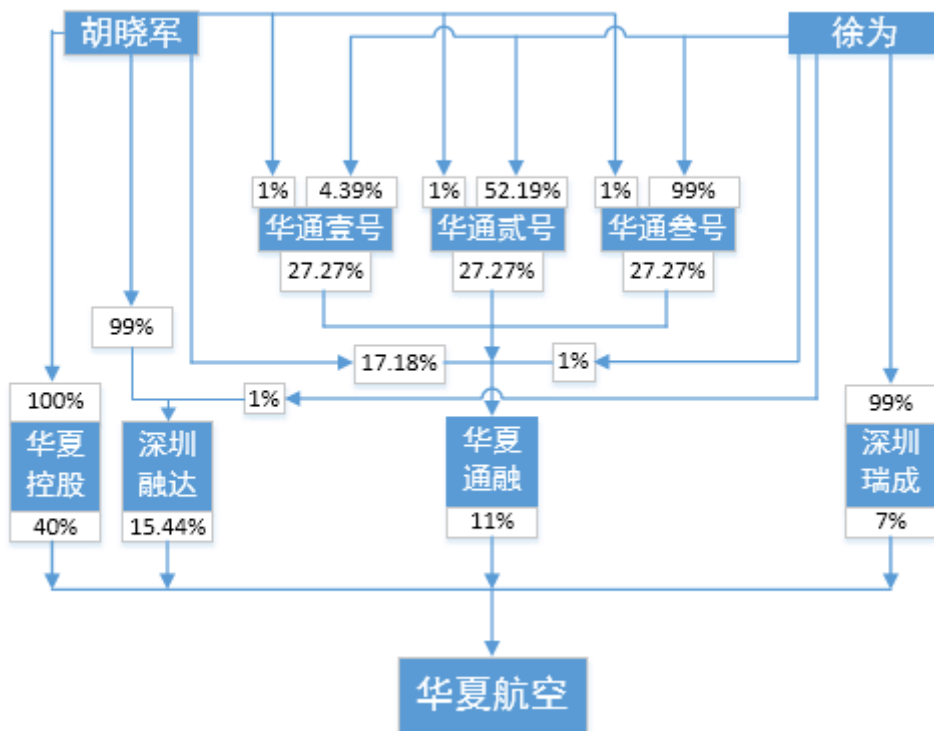 胡晓军
徐为
1%
4.39%
1%
52.19%
1%
99%
华通壹号
华通贰号
华通叁号
27.27%
27.27%
27.27%
99%
17.18%
1%
100%
1%
99%
华夏
控股
深圳
融达
华夏
通融
深圳
瑞成
40%
15.44%
11%
7%
华夏航空